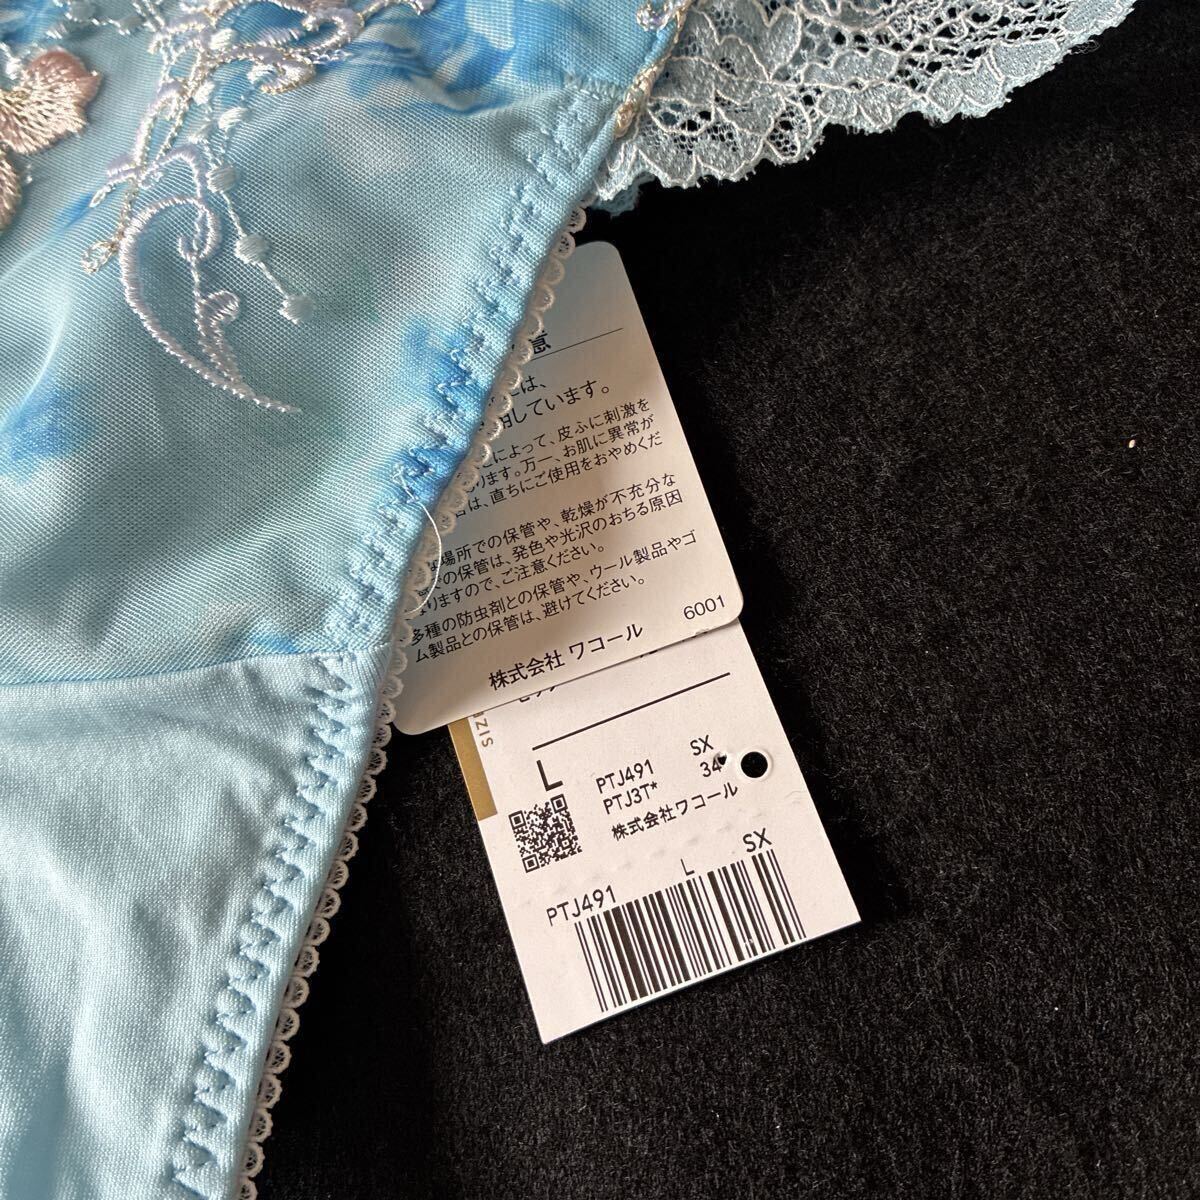 意
は、
用しています。
によって、皮ふに刺激を
ります。万一、お肌に異常が
は、直ちにご使用をおやめくだ
場所での保管や、乾燥が不充分な
の保管は、発色や光沢のおちる原因
なりますので、ご注意ください。
多種の防虫剤との保管や、ウール製品やゴ
ム製品との保管は、避けてください。
6001
株式会社 ワコール
SIZE
L
PTJ491 SX
PTJ3T* 34
株式会社ワコール
PTJ491 L SX